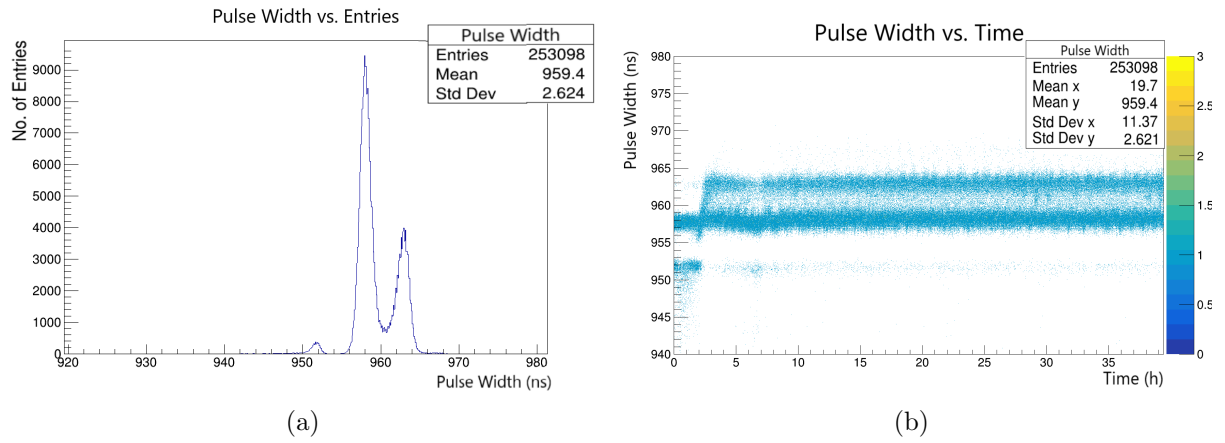 Pulse Width vs. Entries
Pulse Width
Entries 253098
Mean 959.4
Std Dev 2.624
No. of Entries
9000
8000
7000
6000
5000
4000
3000
2000
1000
0
920 930 940 950 960 970 980
Pulse Width (ns)
(a)
Pulse Width vs. Time
Pulse Width
Entries 253098
Mean x 19.7
Mean y 959.4
Std Dev x 11.37
Std Dev y 2.621
Pulse Width (ns)
980
975
970
965
960
955
950
945
940
0 5 10 15 20 25 30 35
Time (h)
3
2.5
2
1.5
1
0.5
0
(b)